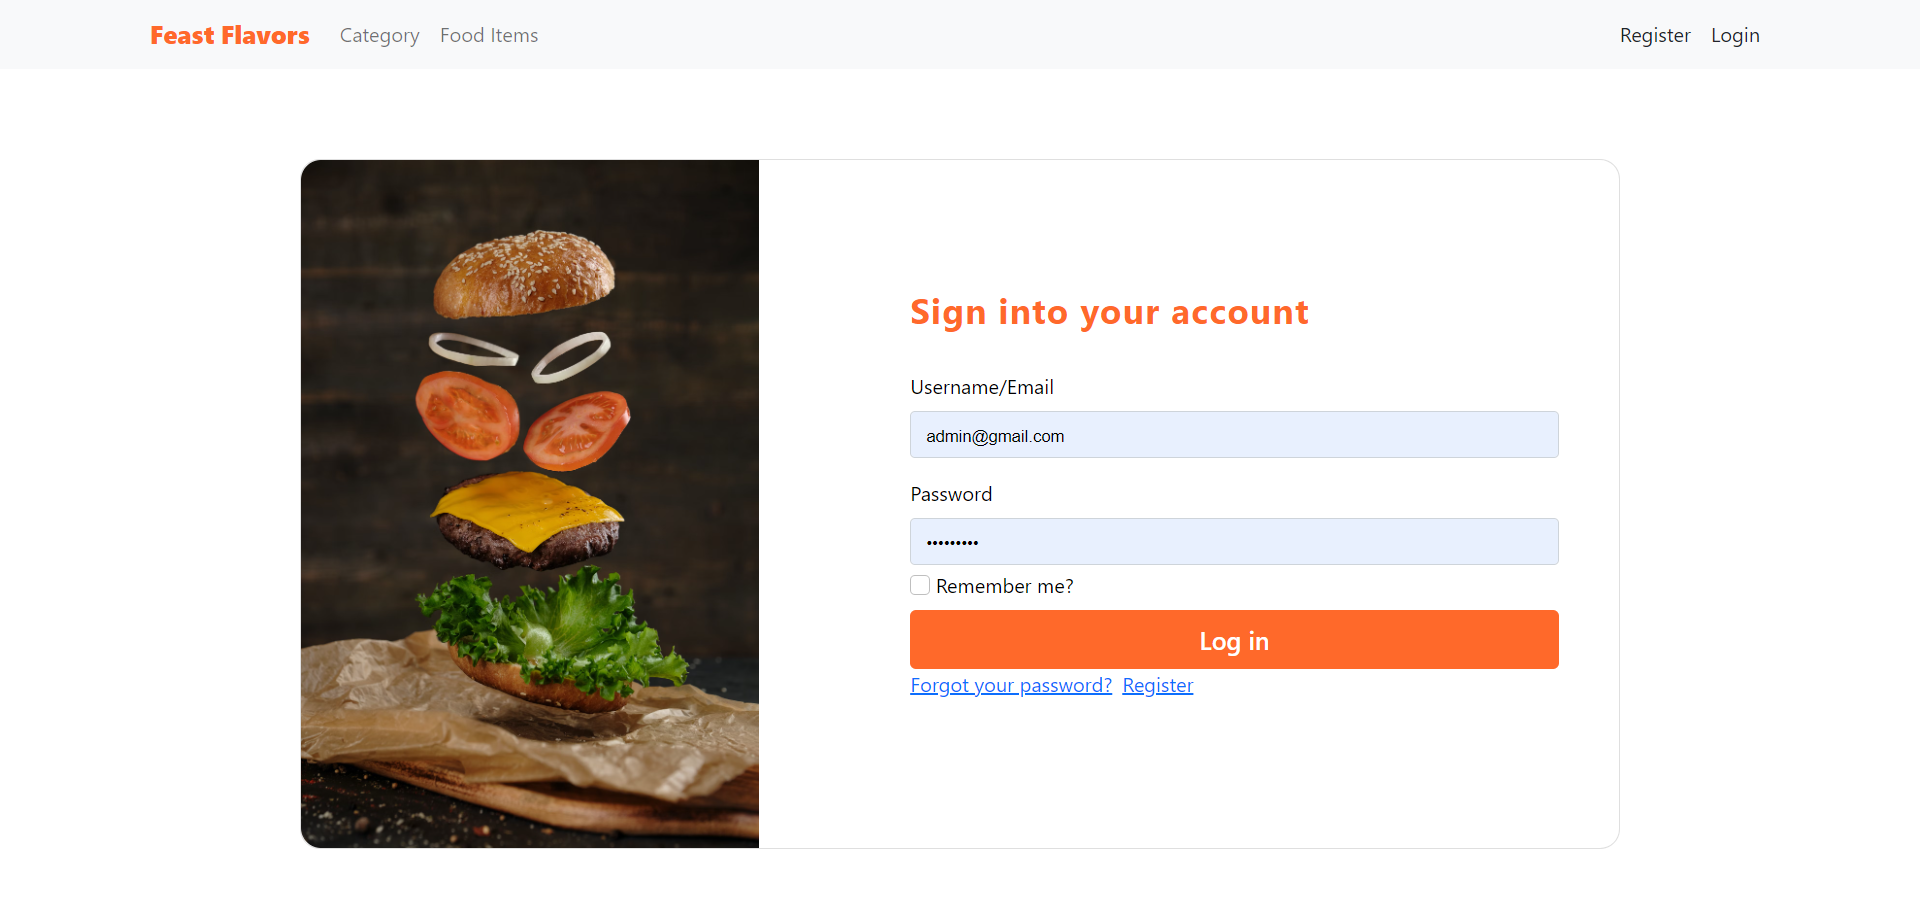 Feast Flavors Category Food Items Register Login
Sign into your account
Username/Email
admin@gmail.com
Password
•••••••••
Remember me?
Log in
Forgot your password? Register